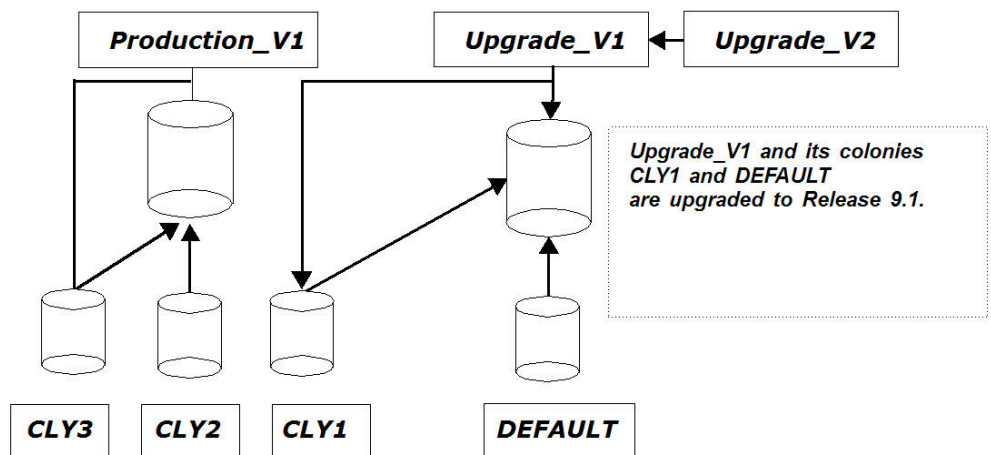 Production_V1
Upgrade_V1
Upgrade_V2
Upgrade_V1 and its colonies
CLY1 and DEFAULT
are upgraded to Release 9.1.
CLY3
CLY2
CLY1
DEFAULT